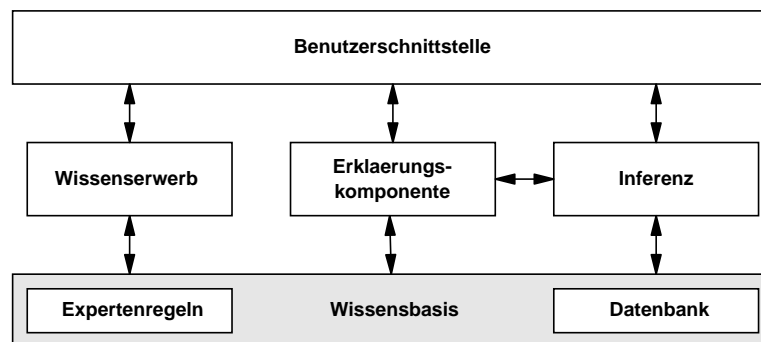 Benutzerschnittstelle
Wissenserwerb
Erklaerungs-
komponente
Inferenz
Expertenregeln
Wissensbasis
Datenbank